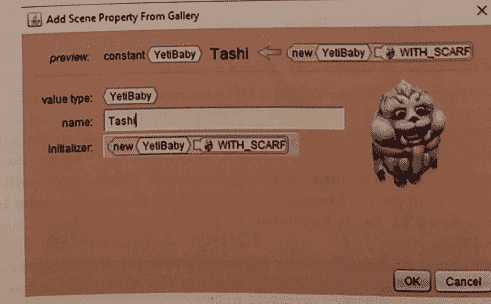 Add Scene Property From Gallery
preview: constant YetiBaby Tashi new YetiBaby WITH_SCARF
value type: YetiBaby
name: Tashi
initializer: new YetiBaby WITH_SCARF
OK Cancel